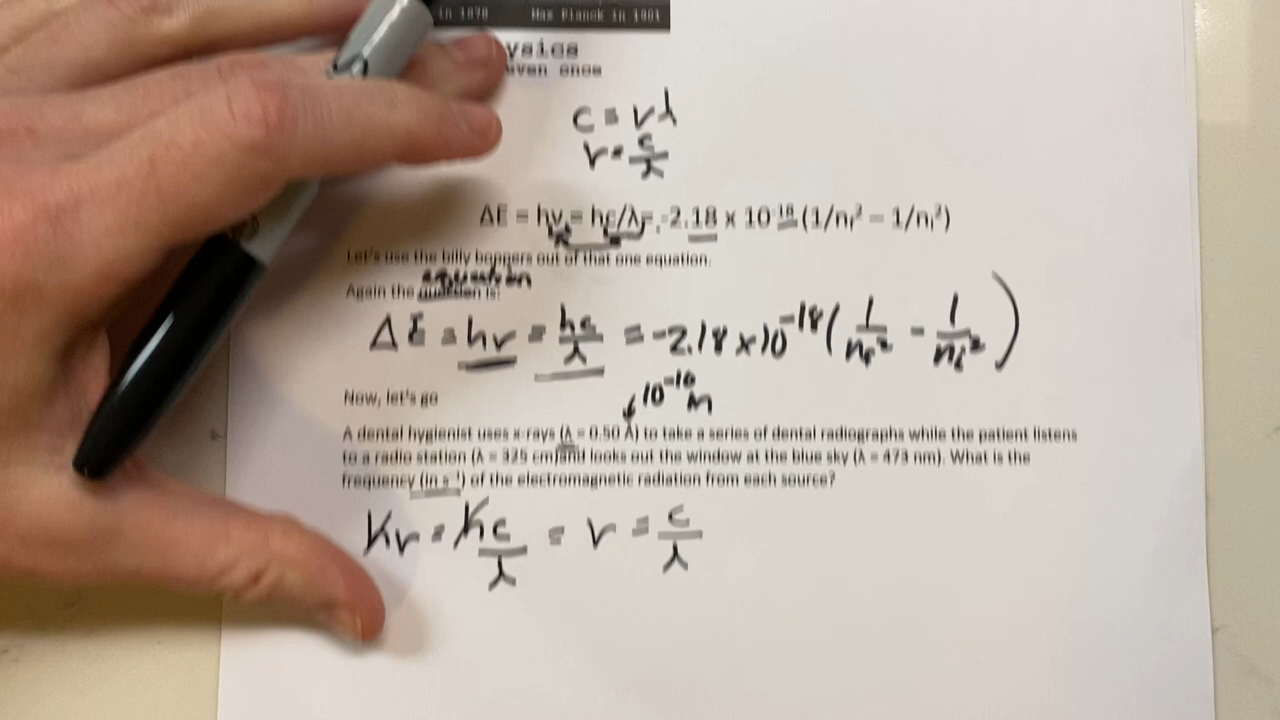 in 1879 Max Planck in 1901
ysics
even once
c = νλ
ν = c/λ
ΔE = hν = hc/λ = -2.18 x 10⁻¹⁸ (1/nf² – 1/ni²)
Let's use the billy boppers out of that one equation.
equation
Again the question is:
ΔE = hν = hc/λ = -2.18 x 10⁻¹⁸ (1/nf² - 1/ni²)
Now, let's go
10⁻¹⁰ m
A dental hygienist uses x-rays (λ = 0.50 Å) to take a series of dental radiographs while the patient listens
to a radio station (λ = 325 cm) and looks out the window at the blue sky (λ = 473 nm). What is the
frequency (in s⁻¹) of the electromagnetic radiation from each source?
hν = hc/λ = ν = c/λ